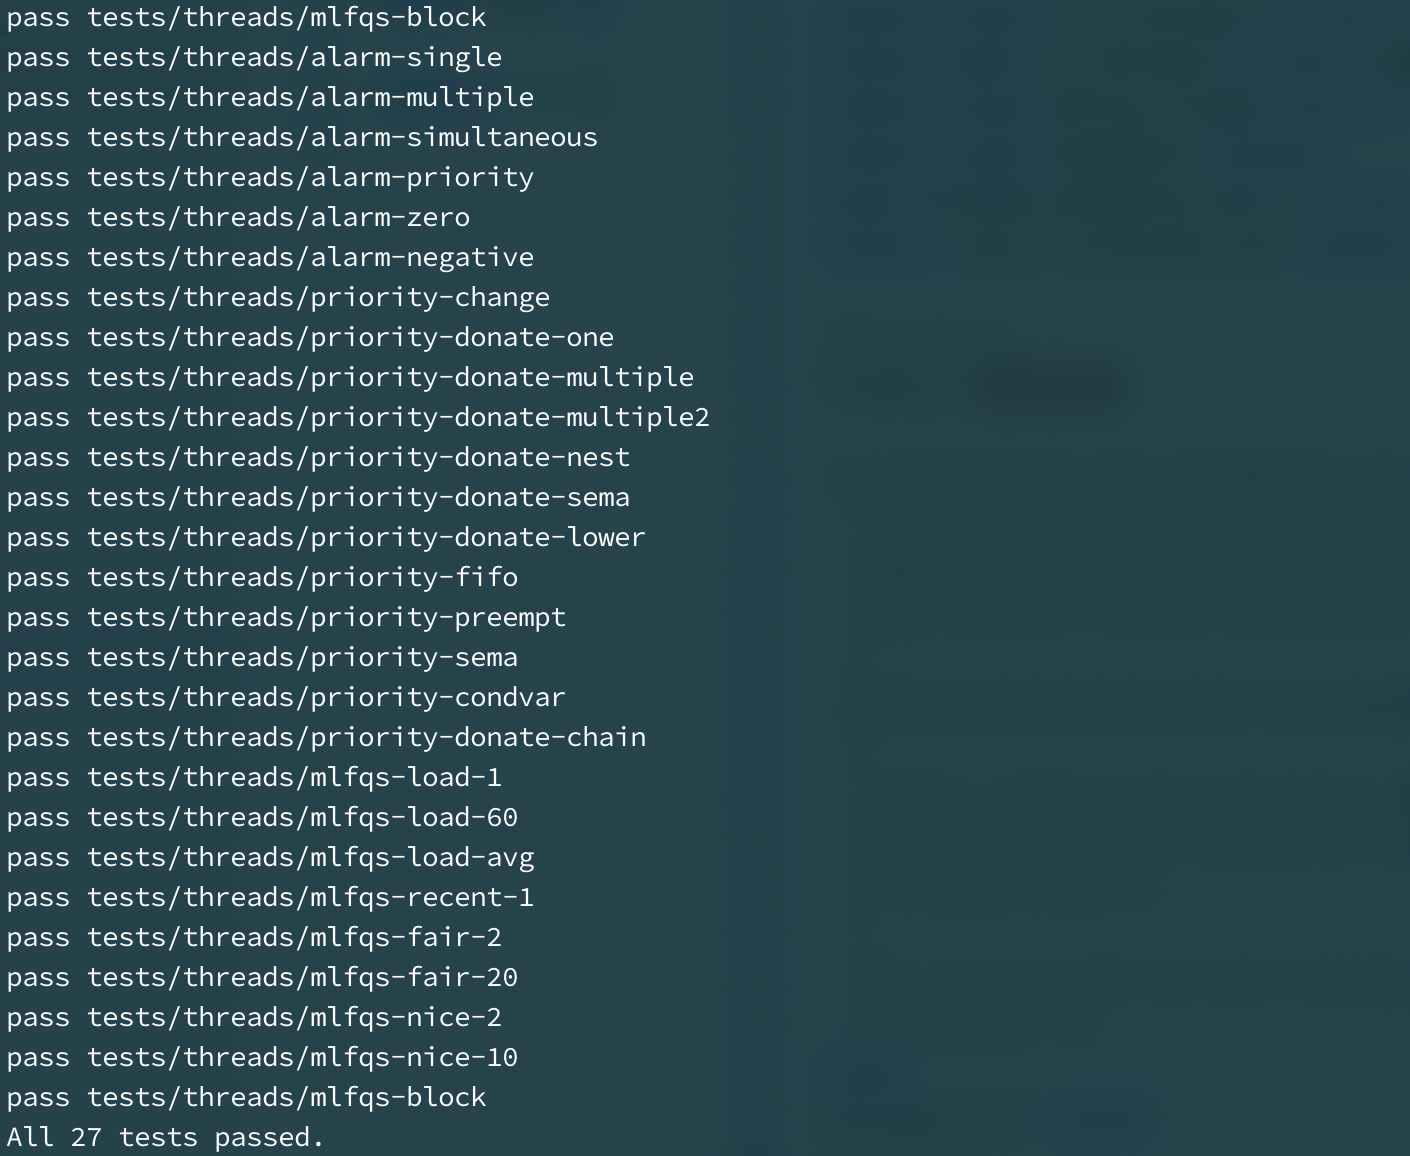 pass tests/threads/mlfqs-block
pass tests/threads/alarm-single
pass tests/threads/alarm-multiple
pass tests/threads/alarm-simultaneous
pass tests/threads/alarm-priority
pass tests/threads/alarm-zero
pass tests/threads/alarm-negative
pass tests/threads/priority-change
pass tests/threads/priority-donate-one
pass tests/threads/priority-donate-multiple
pass tests/threads/priority-donate-multiple2
pass tests/threads/priority-donate-nest
pass tests/threads/priority-donate-sema
pass tests/threads/priority-donate-lower
pass tests/threads/priority-fifo
pass tests/threads/priority-preempt
pass tests/threads/priority-sema
pass tests/threads/priority-condvar
pass tests/threads/priority-donate-chain
pass tests/threads/mlfqs-load-1
pass tests/threads/mlfqs-load-60
pass tests/threads/mlfqs-load-avg
pass tests/threads/mlfqs-recent-1
pass tests/threads/mlfqs-fair-2
pass tests/threads/mlfqs-fair-20
pass tests/threads/mlfqs-nice-2
pass tests/threads/mlfqs-nice-10
pass tests/threads/mlfqs-block
All 27 tests passed.